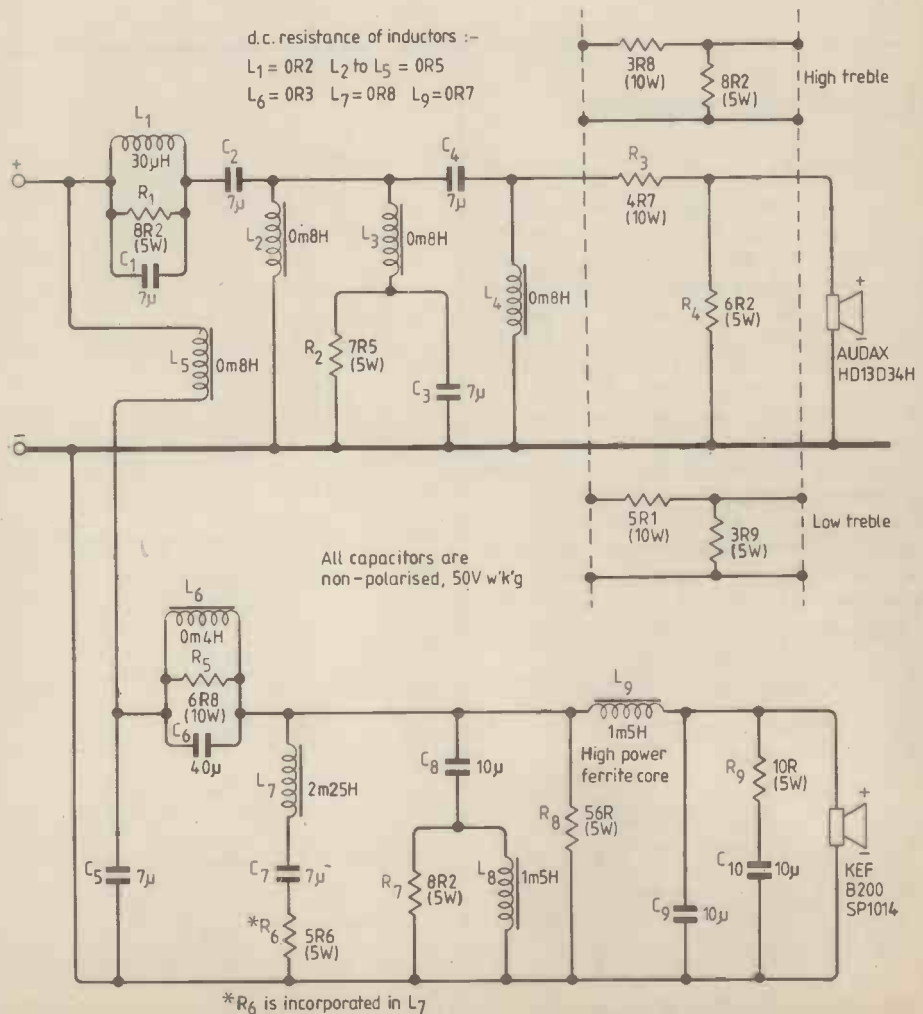 d.c. resistance of inductors :-
L1 = 0R2 L2 to L5 = 0R5
L6 = 0R3 L7 = 0R8 L9 = 0R7
3R8
(10W)
8R2
(5W)
High treble
L1
30μH
R1
8R2
(5W)
C1
7μ
+
C2
7μ
L2
0m8H
L3
0m8H
C4
7μ
R3
4R7
(10W)
L4
0m8H
R4
6R2
(5W)
+
-
AUDAX
HD13D34H
L5
0m8H
R2
7R5
(5W)
C3
7μ
-
5R1
(10W)
3R9
(5W)
Low treble
All capacitors are
non-polarised, 50V w'k'g
L6
0m4H
R5
6R8
(10W)
C6
40μ
L9
1m5H
High power
ferrite core
L7
2m25H
C8
10μ
R8
56R
(5W)
R9
10R
(5W)
+
-
KEF
B200
SP1014
C5
7μ
C7
7μ
*R6
5R6
(5W)
R7
8R2
(5W)
L8
1m5H
C9
10μ
C10
10μ
*R6 is incorporated in L7